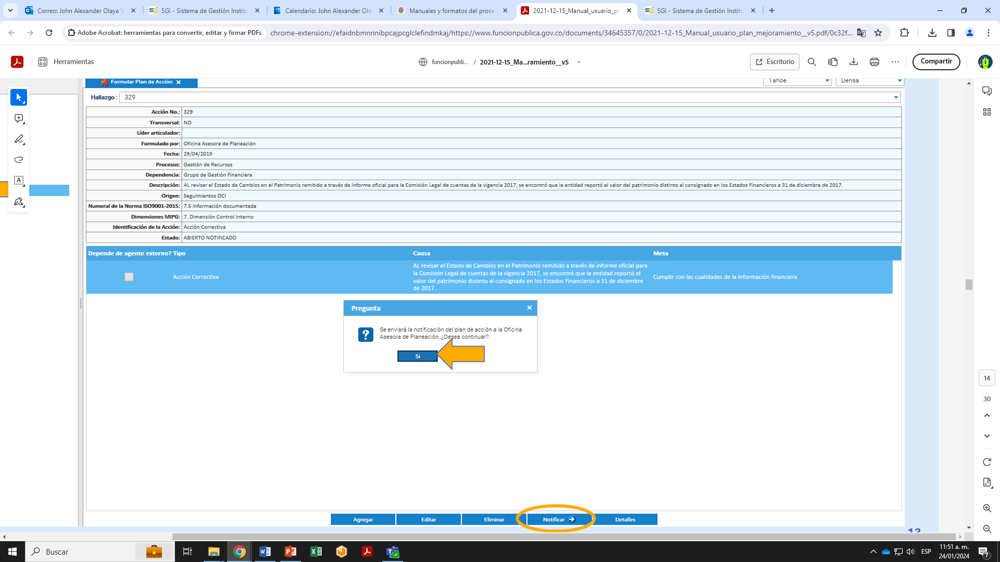 Correo: John Alexander Olaya V
SGI - Sistema de Gestión Institu
Calendario: John Alexander Ola
Manuales y formatos del proce
2021-12-15_Manual_usuario_pl
SGI - Sistema de Gestión Institu
Adobe Acrobat: herramientas para convertir, editar y firmar PDFs
chrome-extension://efaidnbmnnnibpcajpcglclefindmkaj/https://www.funcionpublica.gov.co/documents/34645357/0/2021-12-15_Manual_usuario_plan_mejoramiento__v5.pdf/0c32f...
Herramientas
funcionpubli... / 2021-12-15_Ma...ramiento__v5
Escritorio
Compartir
Formular Plan de Acción
Tahoe
Densa
Hallazgo : 329
Acción No.: 329
Transversal: NO
Líder articulador:
Formulado por: Oficina Asesora de Planeación
Fecha: 29/04/2019
Procesos: Gestión de Recursos
Dependencia: Grupo de Gestión Financiera
Descripción: AL revisar el Estado de Cambios en el Patrimonio remitido a través de informe oficial para la Comisión Legal de cuentas de la vigencia 2017, se encontró que la entidad reportó el valor del patrimonio distinto al consignado en los Estados Financieros a 31 de diciembre de 2017.
Origen: Seguimientos OCI
Numeral de la Norma ISO9001-2015: 7.5 Información documentada
Dimensiones MIPG: 7. Dimensión Control Interno
Identificación de la Acción: Acción Correctiva
Estado: ABIERTO NOTIFICADO
Depende de agente externo? Tipo Causa Meta
AL revisar el Estado de Cambios en el Patrimonio remitido a través de informe oficial para
la Comisión Legal de cuentas de la vigencia 2017, se encontró que la entidad reportó el
valor del patrimonio distinto al consignado en los Estados Financieros a 31 de diciembre
de 2017.
Acción Correctiva
Cumplir con las cualidades de la información financiera
Pregunta
Se enviará la notificación del plan de acción a la Oficina
Asesora de Planeación, ¿Desea continuar?
Si
14
30
Agregar
Editar
Eliminar
Notificar
Detalles
13
Buscar
ESP
11:51 a. m.
24/01/2024
7